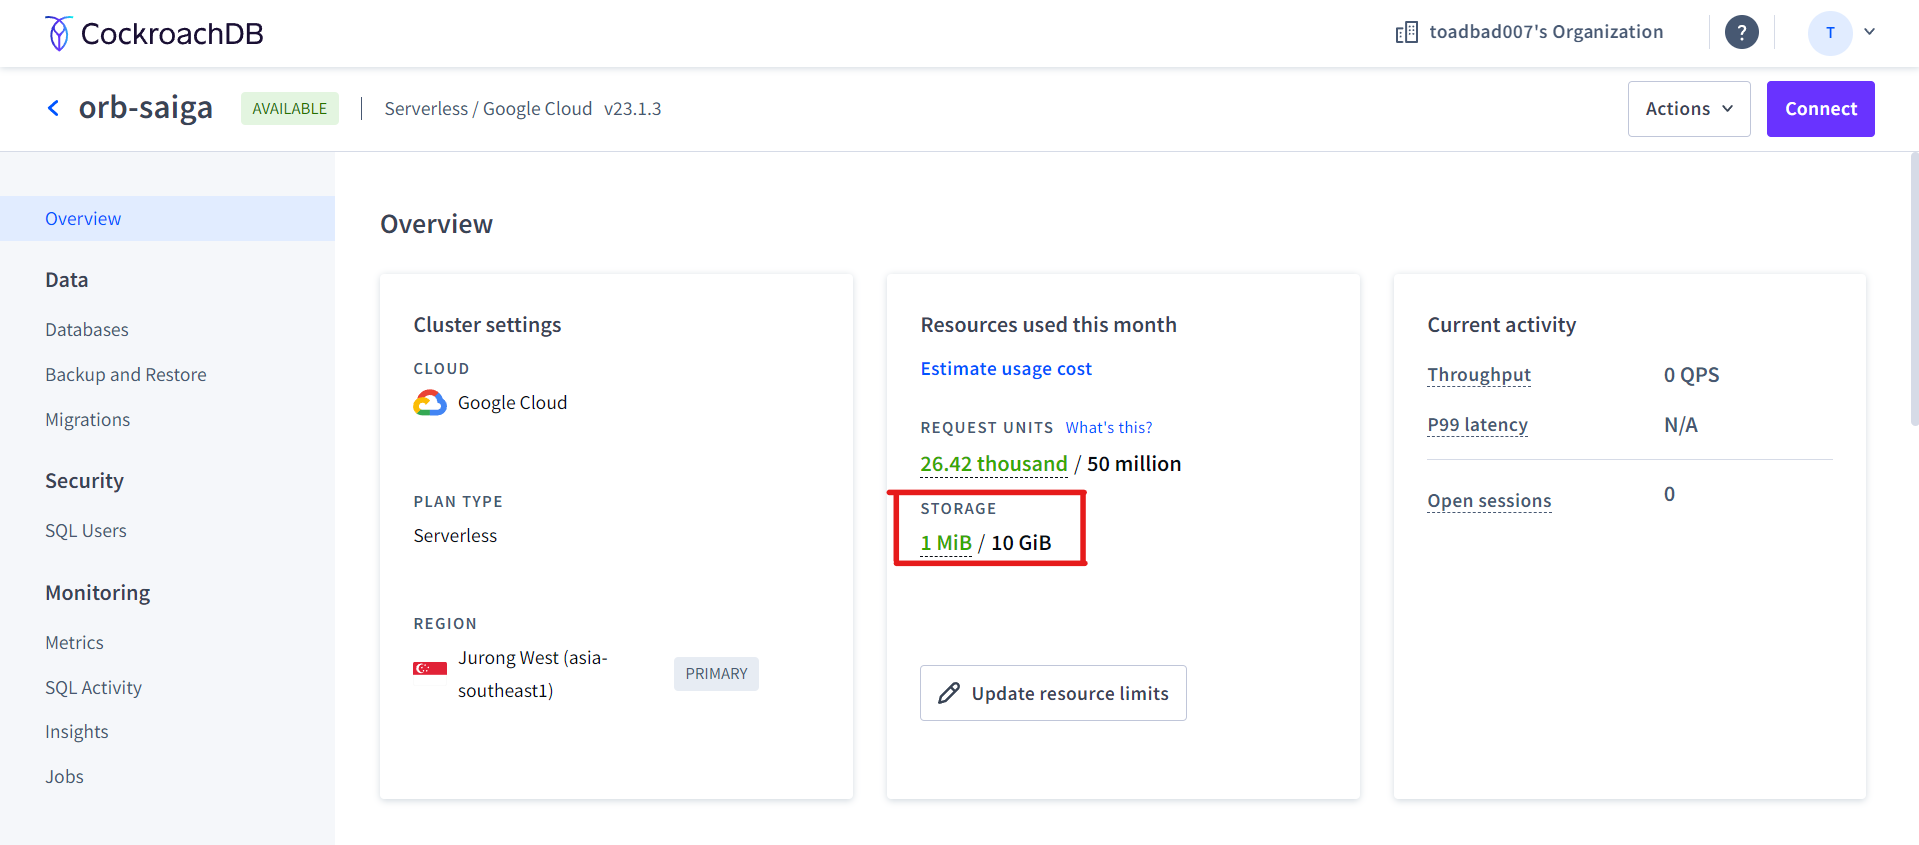 CockroachDB
toadbad007's Organization
?
T
orb-saiga
AVAILABLE
Serverless / Google Cloud v23.1.3
Actions
Connect
Overview
Data
Databases
Backup and Restore
Migrations
Security
SQL Users
Monitoring
Metrics
SQL Activity
Insights
Jobs
Overview
Cluster settings
CLOUD
Google Cloud
PLAN TYPE
Serverless
REGION
Jurong West (asia-
southeast1)
PRIMARY
Resources used this month
Estimate usage cost
REQUEST UNITS What's this?
26.42 thousand / 50 million
STORAGE
1 MiB / 10 GiB
Update resource limits
Current activity
Throughput 0 QPS
P99 latency N/A
Open sessions 0